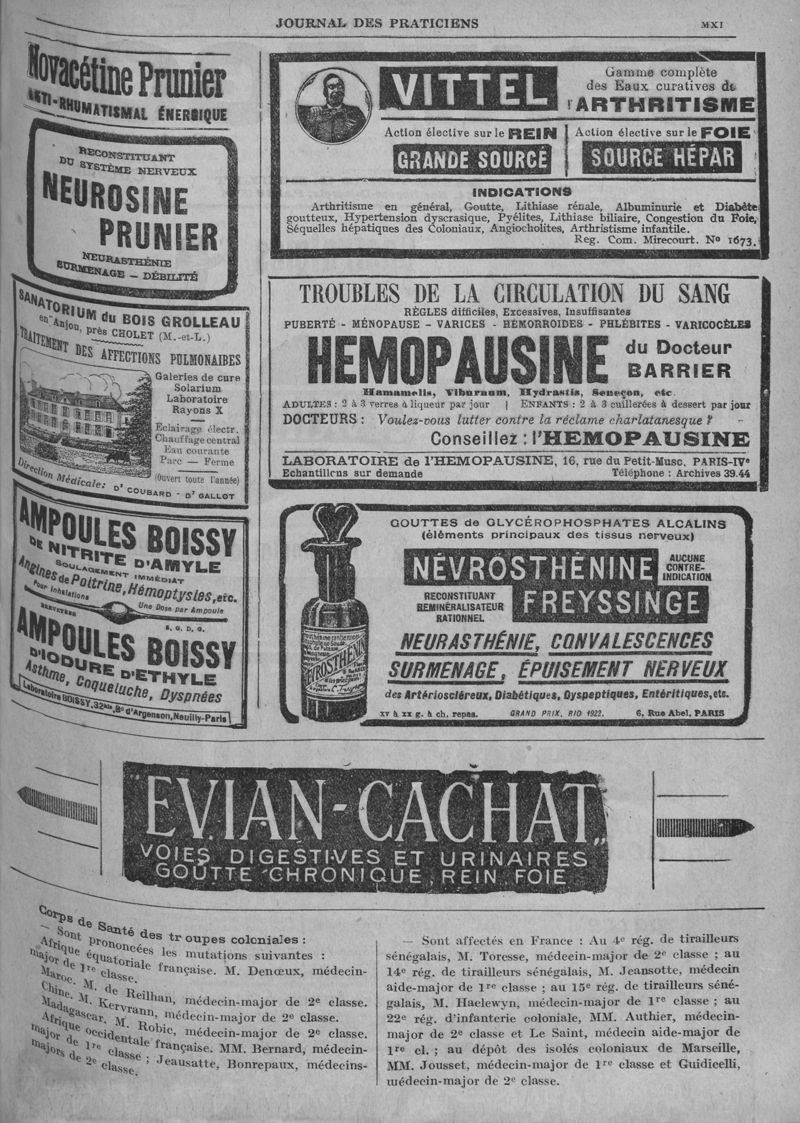 JOURNAL DES PRATICIENS
MXI
Novacétine Prunier
ANTI-RHUMATISMAL ÉNERGIQUE
RECONSTITUANT
DU SYSTÈME NERVEUX
NEUROSINE
PRUNIER
NEURASTHÉNIE
SURMENAGE – DÉBILITÉ
SANATORIUM du BOIS GROLLEAU
en Anjou, près CHOLET (M.-et-L.)
TRAITEMENT DES AFFECTIONS PULMONAIRES
Galeries de cure
Solarium
Laboratoire
Rayons X
Eclairage électr.
Chauffage central
Eau courante
Parc — Ferme
(Ouvert toute l'année)
Direction Médicale: Dr COUBARD - Dr GALLOT
AMPOULES BOISSY
DE NITRITE D'AMYLE
SOULAGEMENT IMMÉDIAT
Angines de Poitrine, Hémoptysies, etc.
Pour Inhalations
Une Dose par Ampoule
BREVETÉES
S. G. D. G.
AMPOULES BOISSY
D'IODURE D'ÉTHYLE
Asthme, Coqueluche, Dyspnées
Laboratoire BOISSY, 32bis, Bd d'Argenson, Neuilly-Paris
VITTEL
Gamme complète
des Eaux curatives de
l'ARTHRITISME
Action élective sur le REIN
GRANDE SOURCE
Action élective sur le FOIE
SOURCE HÉPAR
INDICATIONS
Arthritisme en général, Goutte, Lithiase rénale, Albuminurie et Diabète
goutteux, Hypertension dyscrasique, Pyélites, Lithiase biliaire, Congestion du Foie,
Séquelles hépatiques des Coloniaux, Angiocholites, Arthristisme infantile.
Reg. Com. Mirecourt. No 1673.
TROUBLES DE LA CIRCULATION DU SANG
RÈGLES difficiles, Excessives, Insuffisantes
PUBERTÉ - MÉNOPAUSE - VARICES - HÉMORROIDES - PHLÉBITES - VARICOCÈLES
HEMOPAUSINE du Docteur
BARRIER
Hamamelis, Viburnum, Hydrastis, Seneçon, etc.
ADULTES : 2 à 3 verres à liqueur par jour | ENFANTS : 2 à 3 cuillerées à dessert par jour
DOCTEURS : Voulez-vous lutter contre la réclame charlatanesque ?
Conseillez : l'HEMOPAUSINE
LABORATOIRE de l'HEMOPAUSINE, 16, rue du Petit-Musc, PARIS-IVe
Echantillons sur demande Téléphone : Archives 39.44
GOUTTES de GLYCÉROPHOSPHATES ALCALINS
(éléments principaux des tissus nerveux)
NÉVROSTHÉNINE
AUCUNE
CONTRE-
INDICATION
RECONSTITUANT
REMINÉRALISATEUR
RATIONNEL
FREYSSINGE
NEURASTHÉNIE, CONVALESCENCES
SURMENAGE, ÉPUISEMENT NERVEUX
des Artérioscléreux, Diabétiques, Dyspeptiques, Entéritiques, etc.
xv à xx g. à ch. repas. GRAND PRIX, RIO 1922. 6, Rue Abel, PARIS
"EVIAN-CACHAT"
VOIES DIGESTIVES ET URINAIRES
GOUTTE CHRONIQUE, REIN FOIE
Corps de Santé des tr oupes coloniales :
— Sont prononcées les mutations suivantes :
Afrique équatoriale française. M. Denœux, médecin-
major de 1re classe.
Maroc. M. de Reilhan, médecin-major de 2e classe.
Chine. M. Kervrann, médecin-major de 2e classe.
Madagascar, M. Robic, médecin-major de 2e classe.
Afrique occidentale française. MM. Bernard, médecin-
major de 1re classe ; Jeausatte, Bonrepaux, médecins-
majors de 2e classe.
— Sont affectés en France : Au 4e rég. de tirailleurs
sénégalais, M. Toresse, médecin-major de 2e classe ; au
14e rég. de tirailleurs sénégalais, M. Jeansotte, médecin
aide-major de 1re classe ; au 15e rég. de tirailleurs séné-
galais, M. Haelewyn, médecin-major de 1re classe ; au
22e rég. d'infanterie coloniale, MM. Authier, médecin-
major de 2e classe et Le Saint, médecin aide-major de
1re cl. ; au dépôt des isolés coloniaux de Marseille,
MM. Jousset, médecin-major de 1re classe et Guidicelli,
médecin-major de 2e classe.